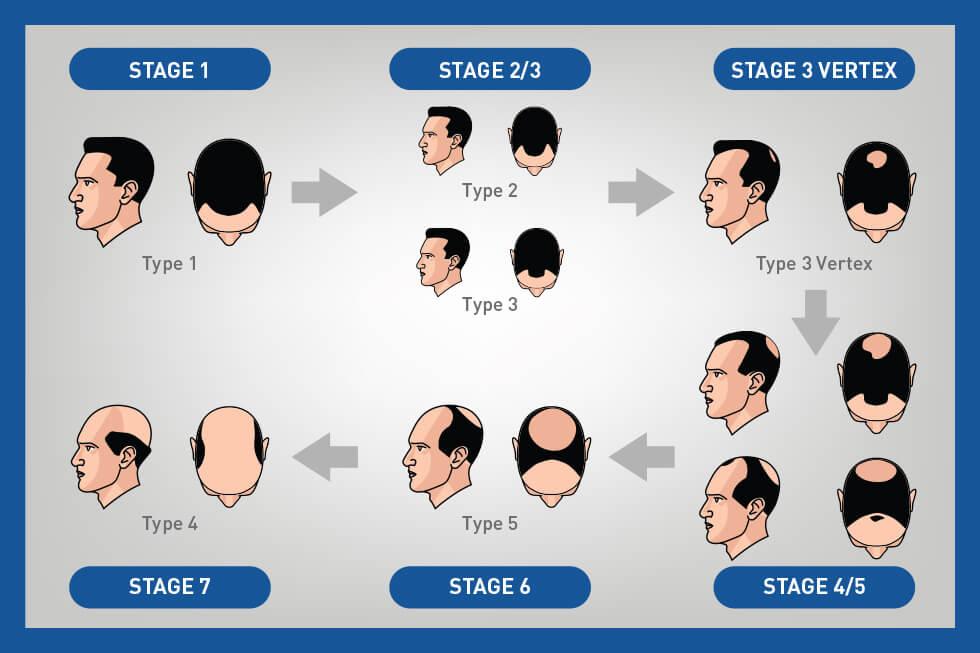 STAGE 1
STAGE 2/3
STAGE 3 VERTEX
Type 1
Type 2
Type 3
Type 3 Vertex
Type 4
Type 5
STAGE 7
STAGE 6
STAGE 4/5